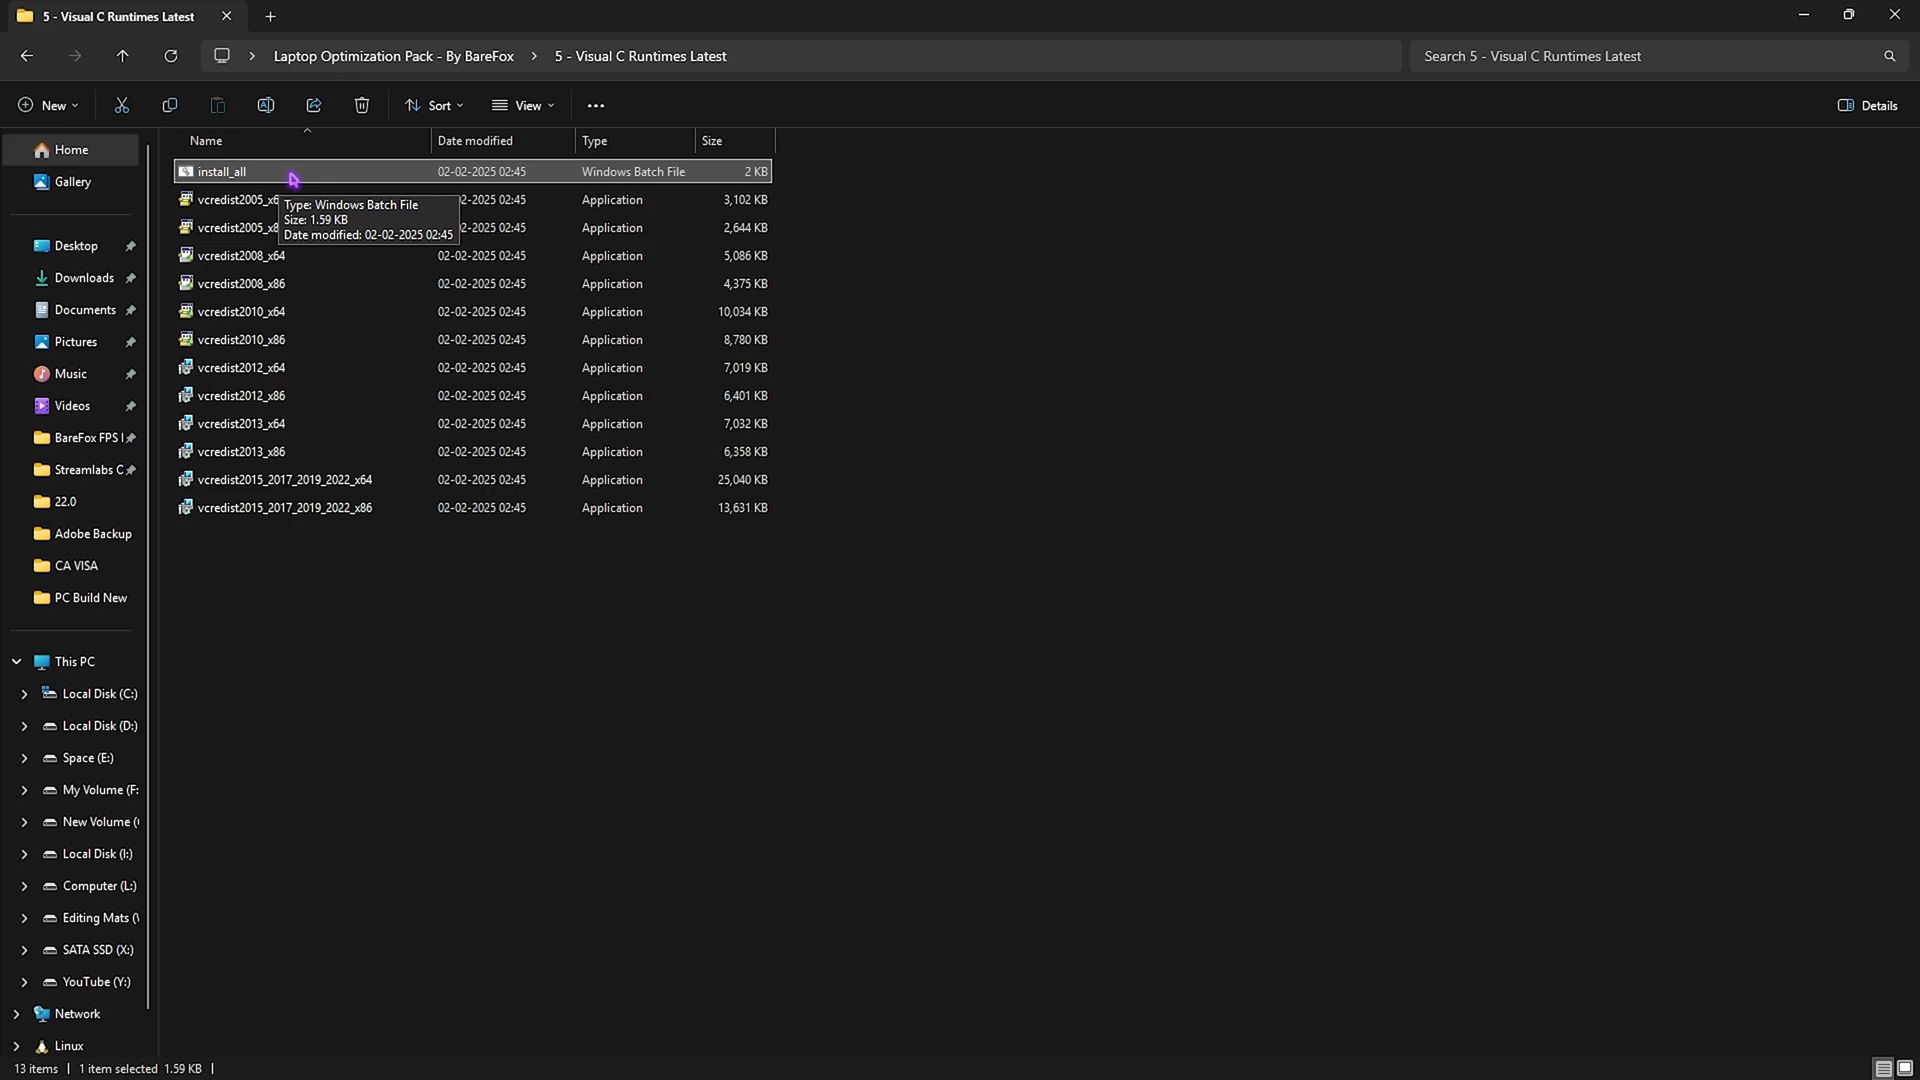 5 - Visual C Runtimes Latest
Laptop Optimization Pack - By BareFox > 5 - Visual C Runtimes Latest
Search 5 - Visual C Runtimes Latest
New
Sort
View
Details
Name
Date modified
Type
Size
Home
Gallery
Desktop
Downloads
Documents
Pictures
Music
Videos
BareFox FPS
Streamlabs C
22.0
Adobe Backup
CA VISA
PC Build New
This PC
Local Disk (C:)
Local Disk (D:)
Space (E:)
My Volume (F:
New Volume (
Local Disk (I:)
Computer (L:)
Editing Mats (
SATA SSD (X:)
YouTube (Y:)
Network
Linux
install_all 02-02-2025 02:45 Windows Batch File 2 KB
vcredist2005_x6 2-2025 02:45 Application 3,102 KB
vcredist2005_x8 2-2025 02:45 Application 2,644 KB
Type: Windows Batch File
Size: 1.59 KB
Date modified: 02-02-2025 02:45
vcredist2008_x64 02-02-2025 02:45 Application 5,086 KB
vcredist2008_x86 02-02-2025 02:45 Application 4,375 KB
vcredist2010_x64 02-02-2025 02:45 Application 10,034 KB
vcredist2010_x86 02-02-2025 02:45 Application 8,780 KB
vcredist2012_x64 02-02-2025 02:45 Application 7,019 KB
vcredist2012_x86 02-02-2025 02:45 Application 6,401 KB
vcredist2013_x64 02-02-2025 02:45 Application 7,032 KB
vcredist2013_x86 02-02-2025 02:45 Application 6,358 KB
vcredist2015_2017_2019_2022_x64 02-02-2025 02:45 Application 25,040 KB
vcredist2015_2017_2019_2022_x86 02-02-2025 02:45 Application 13,631 KB
13 items | 1 item selected 1.59 KB |